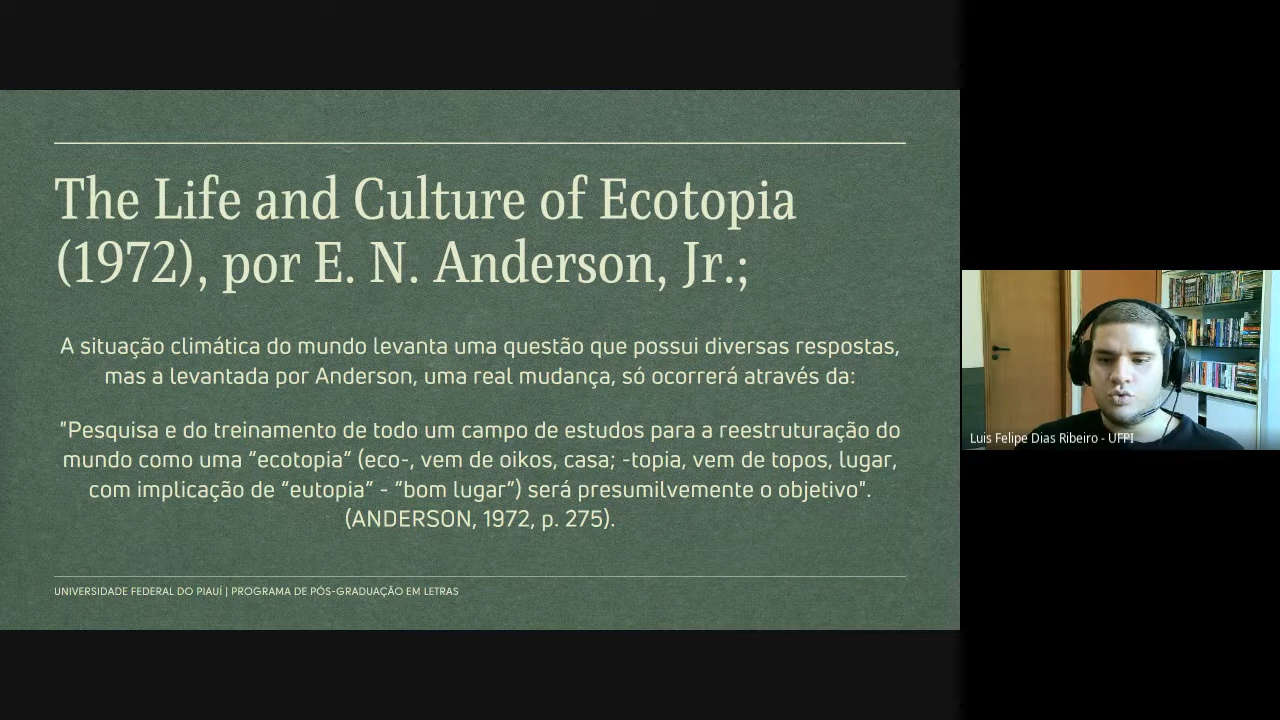 The Life and Culture of Ecotopia
(1972), por E. N. Anderson, Jr.;
A situação climática do mundo levanta uma questão que possui diversas respostas,
mas a levantada por Anderson, uma real mudança, só ocorrerá através da:
"Pesquisa e do treinamento de todo um campo de estudos para a reestruturação do
mundo como uma “ecotopia” (eco-, vem de oikos, casa; -topia, vem de topos, lugar,
com implicação de “eutopia” - “bom lugar”) será presumilvemente o objetivo".
(ANDERSON, 1972, p. 275).
UNIVERSIDADE FEDERAL DO PIAUÍ | PROGRAMA DE PÓS-GRADUAÇÃO EM LETRAS
Luis Felipe Dias Ribeiro - UFPI